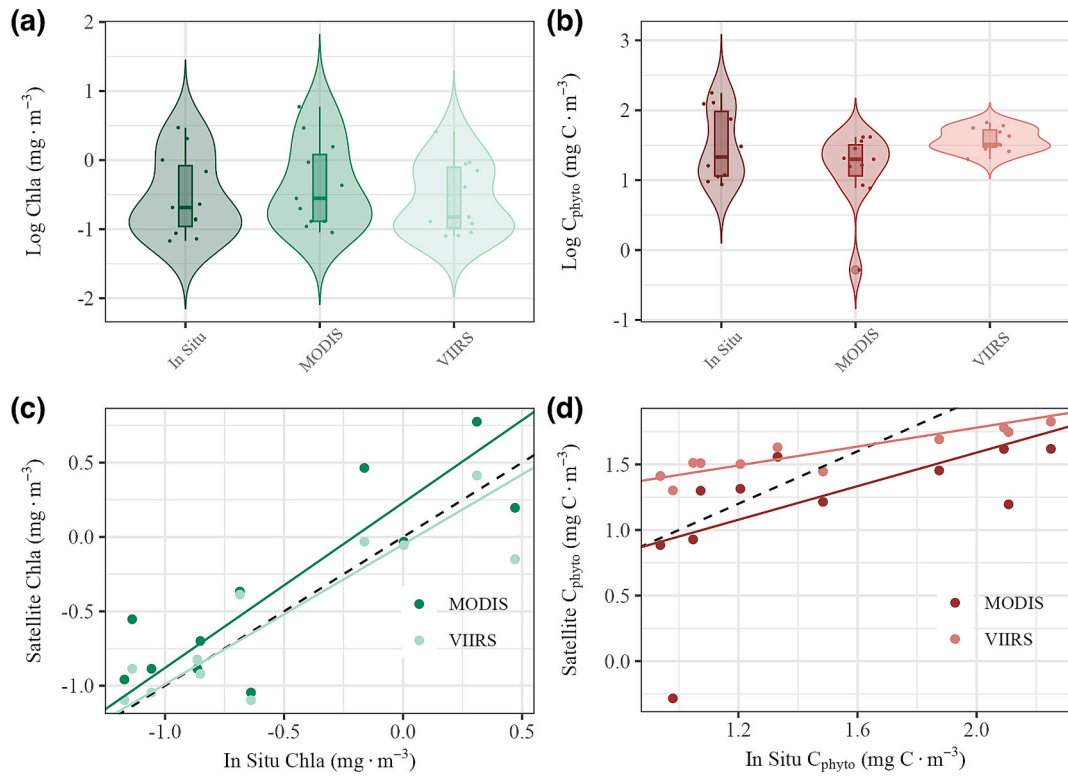 (a)
Log Chla (mg · m⁻³)
2
1
0
-1
-2
In Situ
MODIS
VIIRS
(b)
Log C_phyto (mg C · m⁻³)
3
2
1
0
-1
In Situ
MODIS
VIIRS
(c)
Satellite Chla (mg · m⁻³)
0.5
0.0
-0.5
-1.0
MODIS
VIIRS
-1.0
-0.5
0.0
0.5
In Situ Chla (mg · m⁻³)
(d)
Satellite C_phyto (mg C · m⁻³)
1.5
1.0
0.5
0.0
MODIS
VIIRS
1.2
1.6
2.0
In Situ C_phyto (mg C · m⁻³)